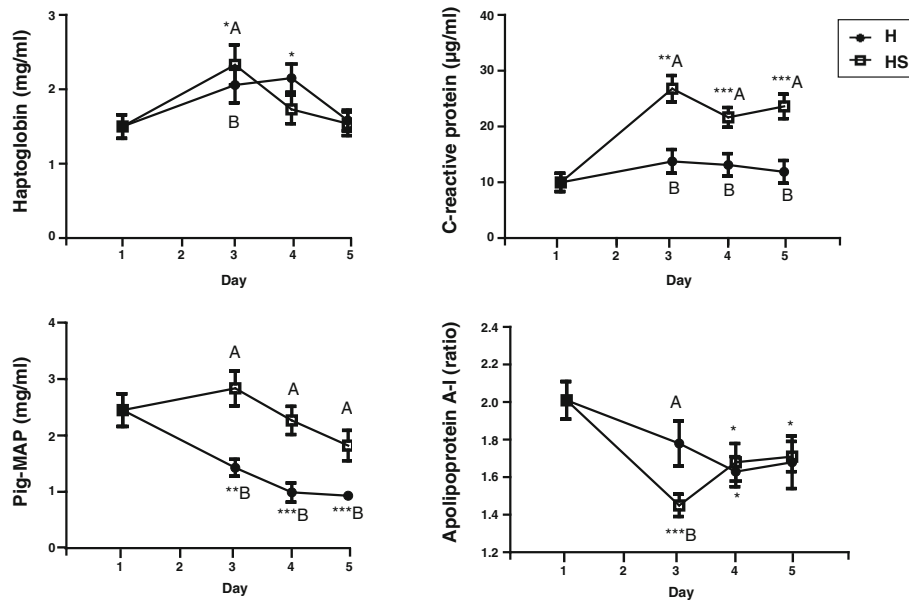 Haptoglobin (mg/ml)
3
2
1
0
*A
*
B
1 2 3 4 5
Day
C-reactive protein (µg/ml)
40
30
20
10
0
**A
***A
***A
B
B
B
1 2 3 4 5
Day
H
HS
Pig-MAP (mg/ml)
4
3
2
1
0
A
A
A
**B
***B
***B
1 2 3 4 5
Day
Apolipoprotein A-I (ratio)
2.4
2.2
2.0
1.8
1.6
1.4
1.2
A
*
*
*
***B
1 2 3 4 5
Day